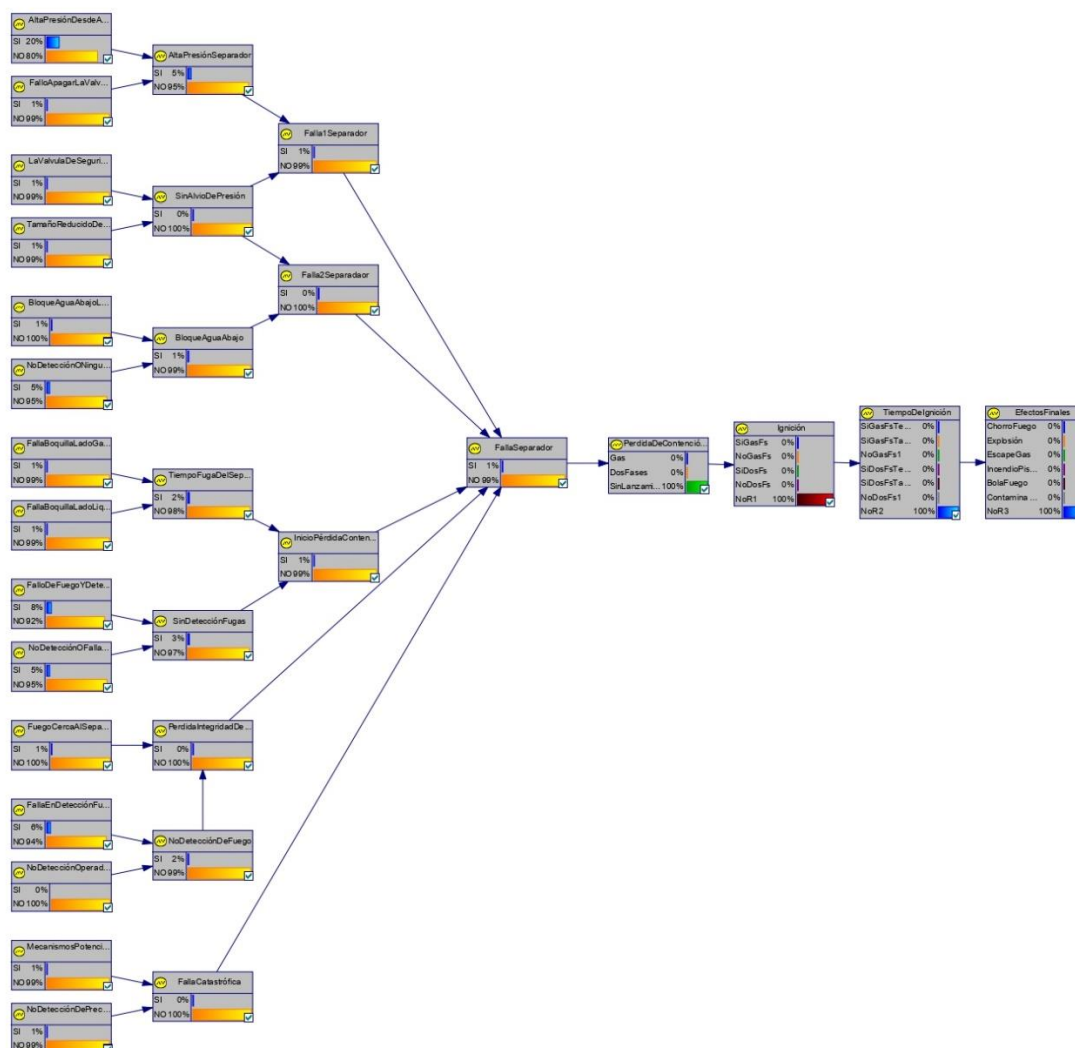 AltaPresiónDesdeA...
SI 20%
NO 80%
AltaPresiónSeparador
SI 5%
NO 95%
FalloApagarLaValv...
SI 1%
NO 99%
Falla1Separador
SI 1%
NO 99%
LaValvulaDeSeguri...
SI 1%
NO 99%
SinAlvioDePresión
SI 0%
NO 100%
TamañoReducidoDe...
SI 1%
NO 99%
Falla2Separadaor
SI 0%
NO 100%
BloqueAguaAbajoL...
SI 1%
NO 100%
BloqueAguaAbajo
SI 1%
NO 99%
NoDetecciónONingu...
SI 5%
NO 95%
FallaBoquillaLadoGa...
SI 1%
NO 99%
TiempoFugaDelSep...
SI 2%
NO 98%
FallaBoquillaLadoLiq...
SI 1%
NO 99%
InicioPérdidaConten...
SI 1%
NO 99%
FalloDeFuegoYDete...
SI 8%
NO 92%
SinDetecciónFugas
SI 3%
NO 97%
NoDetecciónOFalla...
SI 5%
NO 95%
FuegoCercaAlSepa...
SI 1%
NO 100%
PerdidaIntegridadDe...
SI 0%
NO 100%
FallaEnDetecciónFu...
SI 6%
NO 94%
NoDetecciónDeFuego
SI 2%
NO 99%
NoDetecciónOperad...
SI 0%
NO 100%
MecanismosPotenci...
SI 1%
NO 99%
FallaCatastrófica
SI 0%
NO 100%
NoDetecciónDePrec...
SI 1%
NO 99%
FallaSeparador
SI 1%
NO 99%
PerdidaDeContenció...
Gas 0%
DosFases 0%
SinLanzami... 100%
Ignición
SiGasFs 0%
NoGasFs 0%
SiDosFs 0%
NoDosFs 0%
NoR1 100%
TiempoDeIgnición
SiGasFsTe... 0%
SiGasFsTa... 0%
NoGasFs1 0%
SiDosFsTe... 0%
SiDosFsTa... 0%
NoDosFs1 0%
NoR2 100%
EfectosFinales
ChorroFuego 0%
Explosión 0%
EscapeGas 0%
IncendioPis... 0%
BolaFuego 0%
Contamina ... 0%
NoR3 100%